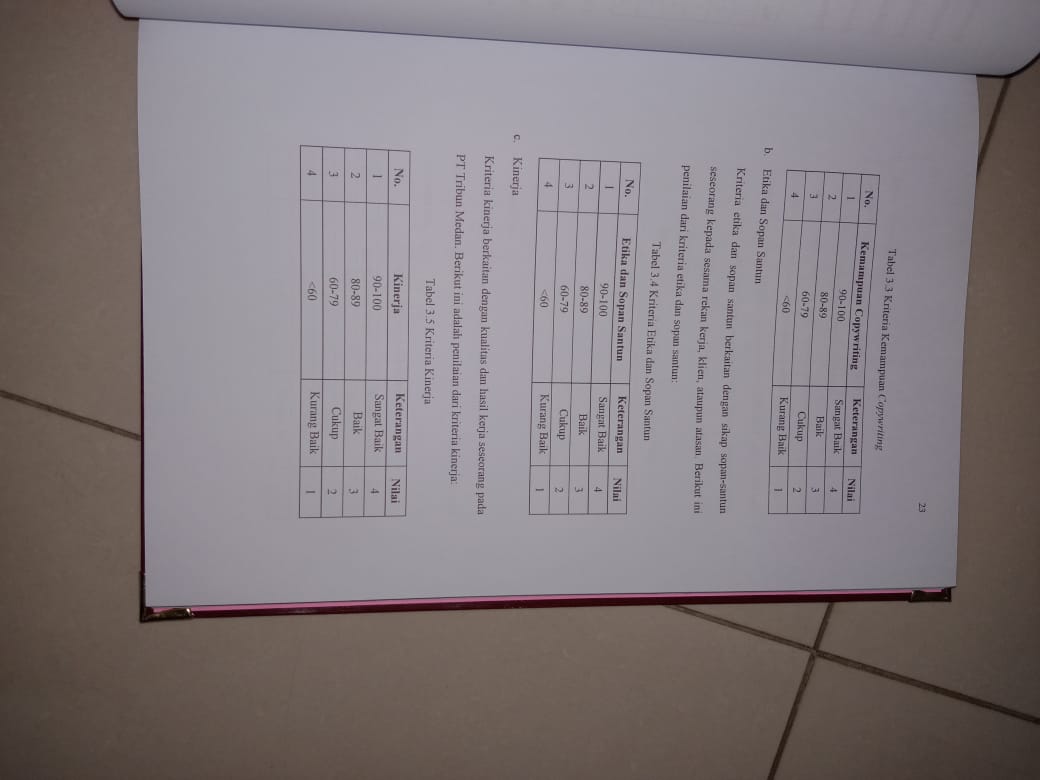 23
Tabel 3.3 Kriteria Kemampuan Copywriting
No. Kemampuan Copywriting Keterangan Nilai
1 90-100 Sangat Baik 4
2 80-89 Baik 3
3 60-79 Cukup 2
4 <60 Kurang Baik 1
b. Etika dan Sopan Santun
Kriteria etika dan sopan santun berkaitan dengan sikap sopan-santun
seseorang kepada sesama rekan kerja, klien, ataupun atasan. Berikut ini
penilaian dari kriteria etika dan sopan santun:
Tabel 3.4 Kriteria Etika dan Sopan Santun
No. Etika dan Sopan Santun Keterangan Nilai
1 90-100 Sangat Baik 4
2 80-89 Baik 3
3 60-79 Cukup 2
4 <60 Kurang Baik 1
c. Kinerja
Kriteria kinerja berkaitan dengan kualitas dan hasil kerja seseorang pada
PT Tribun Medan. Berikut ini adalah penilaian dari kriteria kinerja:
Tabel 3.5 Kriteria Kinerja
No. Kinerja Keterangan Nilai
1 90-100 Sangat Baik 4
2 80-89 Baik 3
3 60-79 Cukup 2
4 <60 Kurang Baik 1